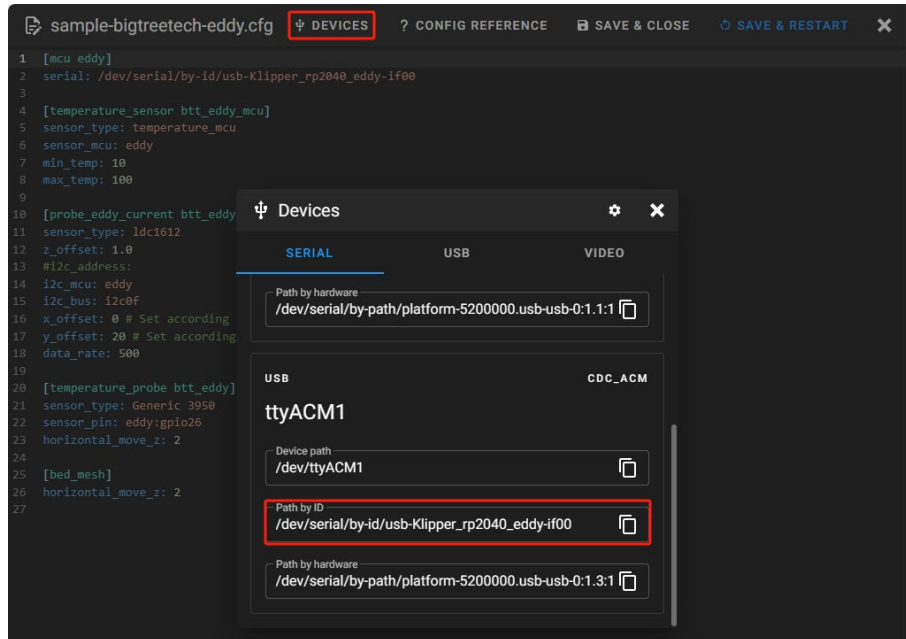 sample-bigtreetech-eddy.cfg DEVICES ? CONFIG REFERENCE SAVE & CLOSE SAVE & RESTART
1 [mcu eddy]
2 serial: /dev/serial/by-id/usb-Klipper_rp2040_eddy-if00
3
4 [temperature_sensor btt_eddy_mcu]
5 sensor_type: temperature_mcu
6 sensor_mcu: eddy
7 min_temp: 10
8 max_temp: 100
9
10 [probe_eddy_current btt_eddy
11 sensor_type: ldc1612
12 z_offset: 1.0
13 #i2c_address:
14 i2c_mcu: eddy
15 i2c_bus: i2c0f
16 x_offset: 0 # Set according
17 y_offset: 20 # Set according
18 data_rate: 500
19
20 [temperature_probe btt_eddy]
21 sensor_type: Generic 3950
22 sensor_pin: eddy:gpio26
23 horizontal_move_z: 2
24
25 [bed_mesh]
26 horizontal_move_z: 2
27
Devices
SERIAL USB VIDEO
Path by hardware
/dev/serial/by-path/platform-5200000.usb-usb-0:1.1:1
USB CDC_ACM
ttyACM1
Device path
/dev/ttyACM1
Path by ID
/dev/serial/by-id/usb-Klipper_rp2040_eddy-if00
Path by hardware
/dev/serial/by-path/platform-5200000.usb-usb-0:1.3:1